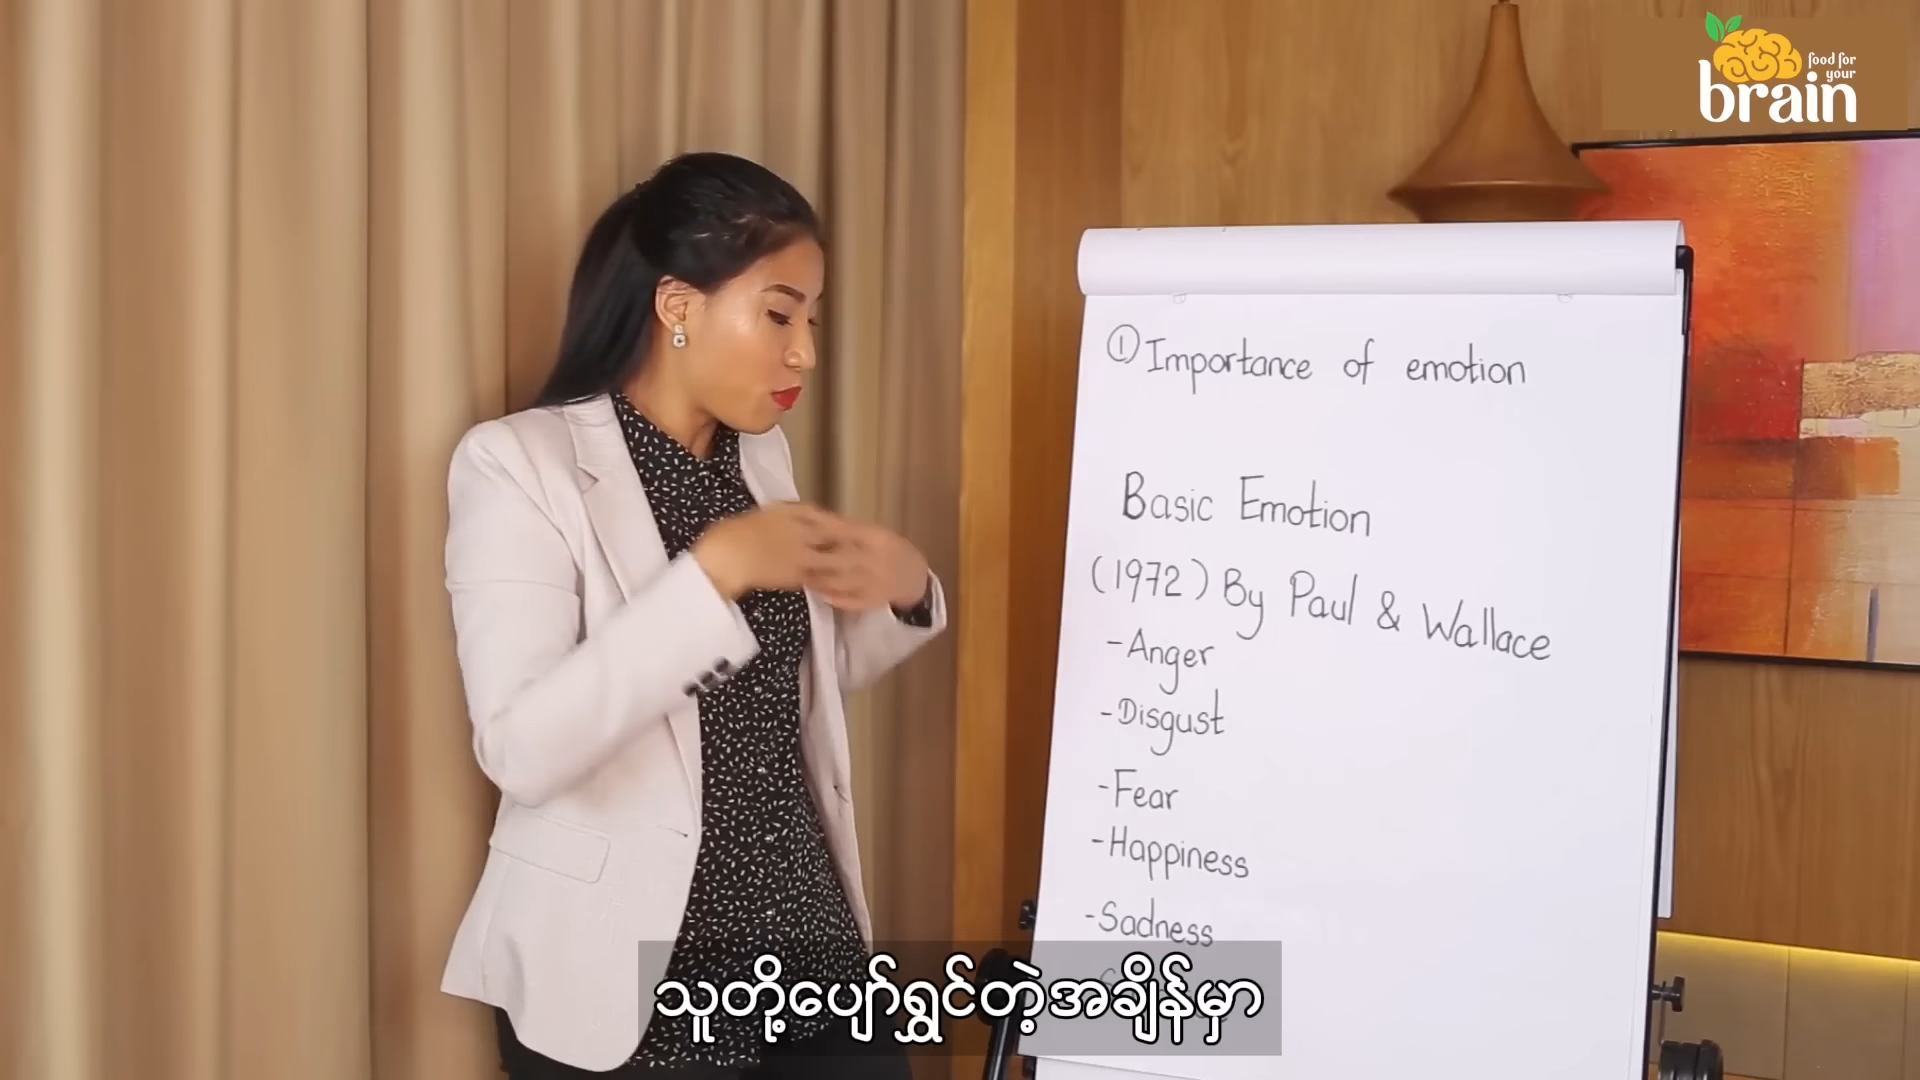 food for
your
brain
① Importance of emotion
Basic Emotion
(1972) By Paul & Wallace
-Anger
-Disgust
-Fear
-Happiness
-Sadness
သူတို့ပျော်ရွှင်တဲ့အချိန်မှာ